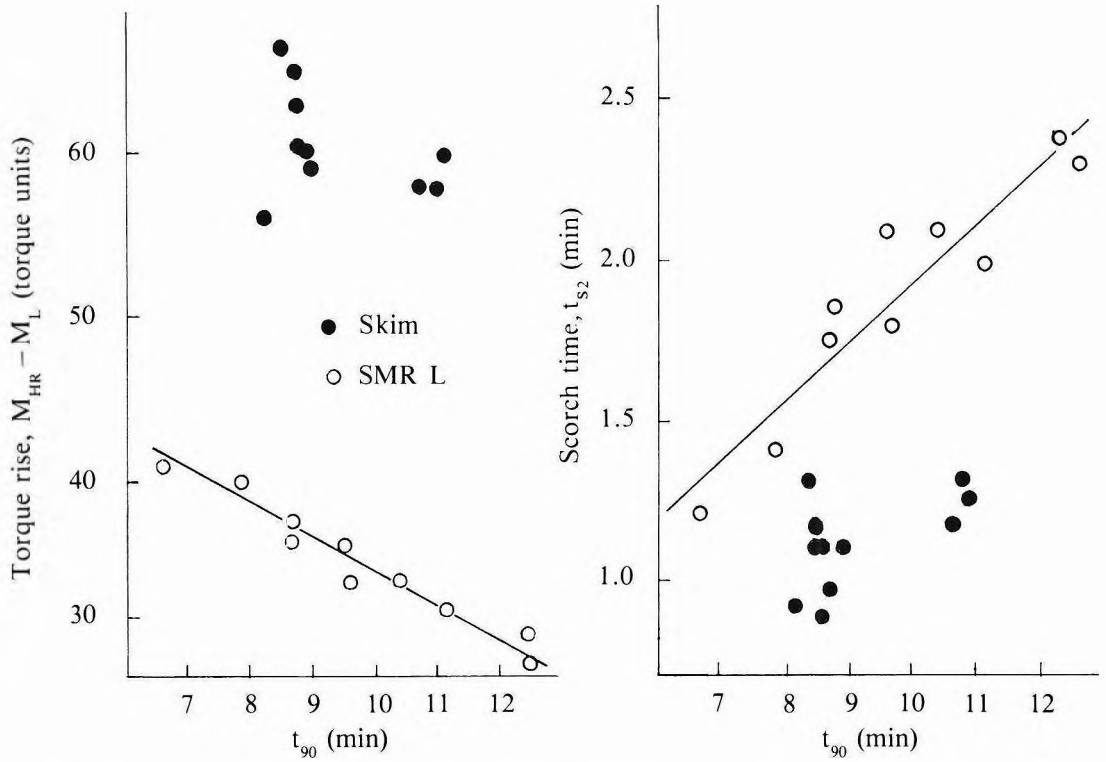 Torque rise, M_HR – M_L (torque units)
60
50
40
30
Skim
SMR L
7 8 9 10 11 12
t_90 (min)
Scorch time, t_s2 (min)
2.5
2.0
1.5
1.0
7 8 9 10 11 12
t_90 (min)